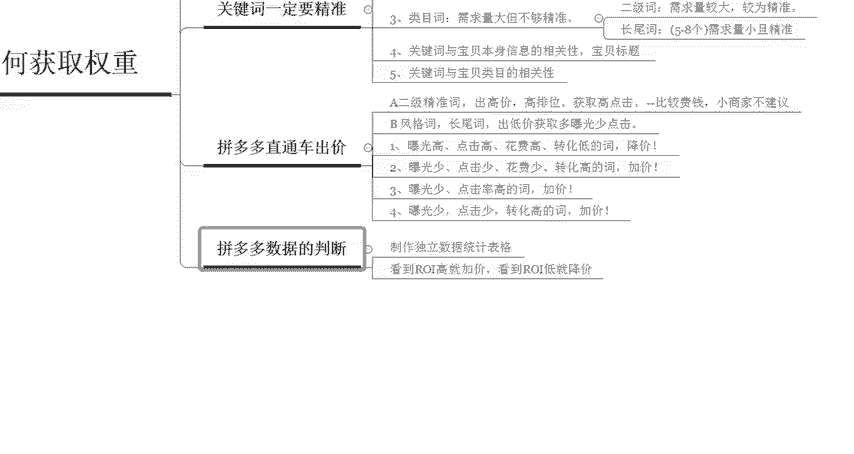 何获取权重
关键词一定要精准
3、类目词：需求量大但不够精准。
二级词：需求量较大，较为精准。
长尾词：(5-8个)需求量小且精准
4、关键词与宝贝本身信息的相关性，宝贝标题
5、关键词与宝贝类目的相关性
拼多多直通车出价
A二级精准词，出高价，高排位。获取高点击。--比较费钱，小商家不建议
B 风格词，长尾词，出低价获取多曝光少点击。
1、曝光高、点击高、花费高、转化低的词，降价！
2、曝光少、点击少、花费少、转化高的词，加价！
3、曝光少、点击率高的词，加价！
4、曝光少，点击少，转化高的词，加价！
拼多多数据的判断
制作独立数据统计表格
看到ROI高就加价，看到ROI低就降价